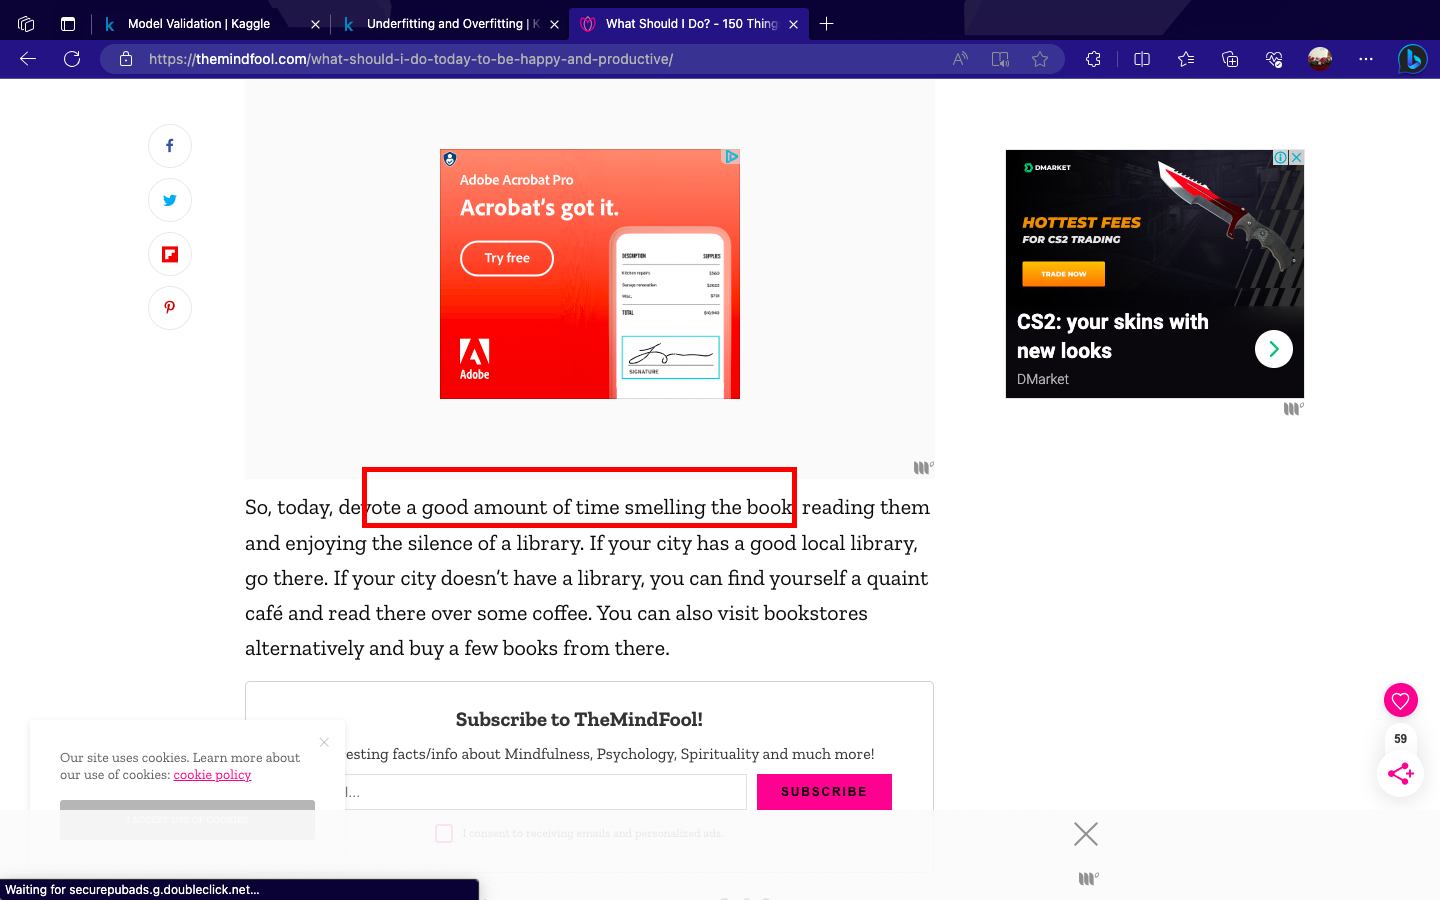 Model Validation | Kaggle
Underfitting and Overfitting | K
What Should I Do? - 150 Thing
https://themindfool.com/what-should-i-do-today-to-be-happy-and-productive/
Adobe Acrobat Pro
Acrobat's got it.
Try free
DESCRIPTION SUPPLIES
Kitchen repairs $360
Garage renovation
Misc.
TOTAL
SIGNATURE
Adobe
DMARKET
HOTTEST FEES
FOR CS2 TRADING
TRADE NOW
CS2: your skins with
new looks
DMarket
So, today, devote a good amount of time smelling the book, reading them
and enjoying the silence of a library. If your city has a good local library,
go there. If your city doesn't have a library, you can find yourself a quaint
café and read there over some coffee. You can also visit bookstores
alternatively and buy a few books from there.
Subscribe to TheMindFool!
esting facts/info about Mindfulness, Psychology, Spirituality and much more!
l...
SUBSCRIBE
I consent to receiving emails and personalized ads.
Our site uses cookies. Learn more about
our use of cookies: cookie policy
59
Waiting for securepubads.g.doubleclick.net...